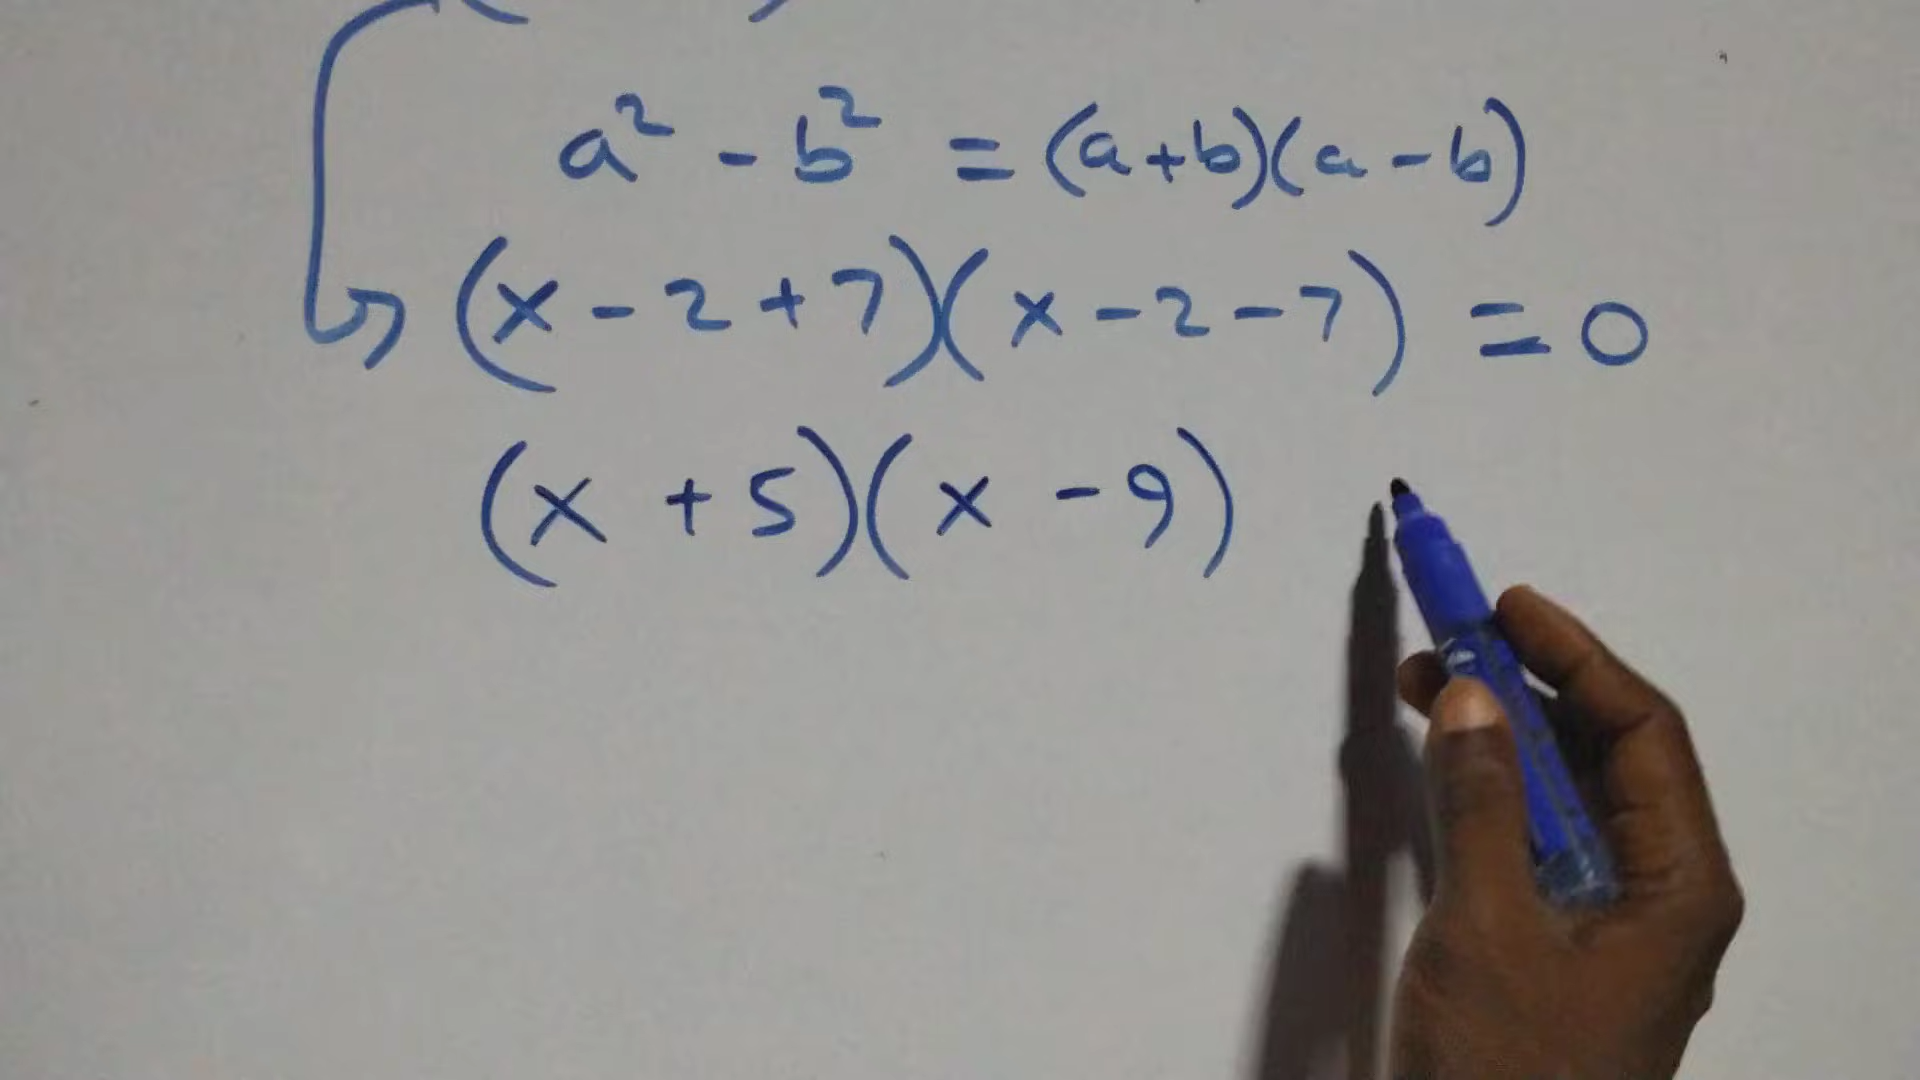 a² - b² = (a+b)(a-b)
(x-2+7)(x-2-7) = 0
(x+5)(x-9)